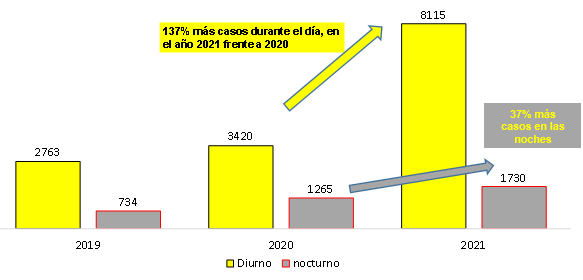 137% más casos durante el día, en
el año 2021 frente a 2020
8115
37% más
casos en las
noches
3420
2763
1730
1265
734
2019
2020
2021
Diurno
nocturno